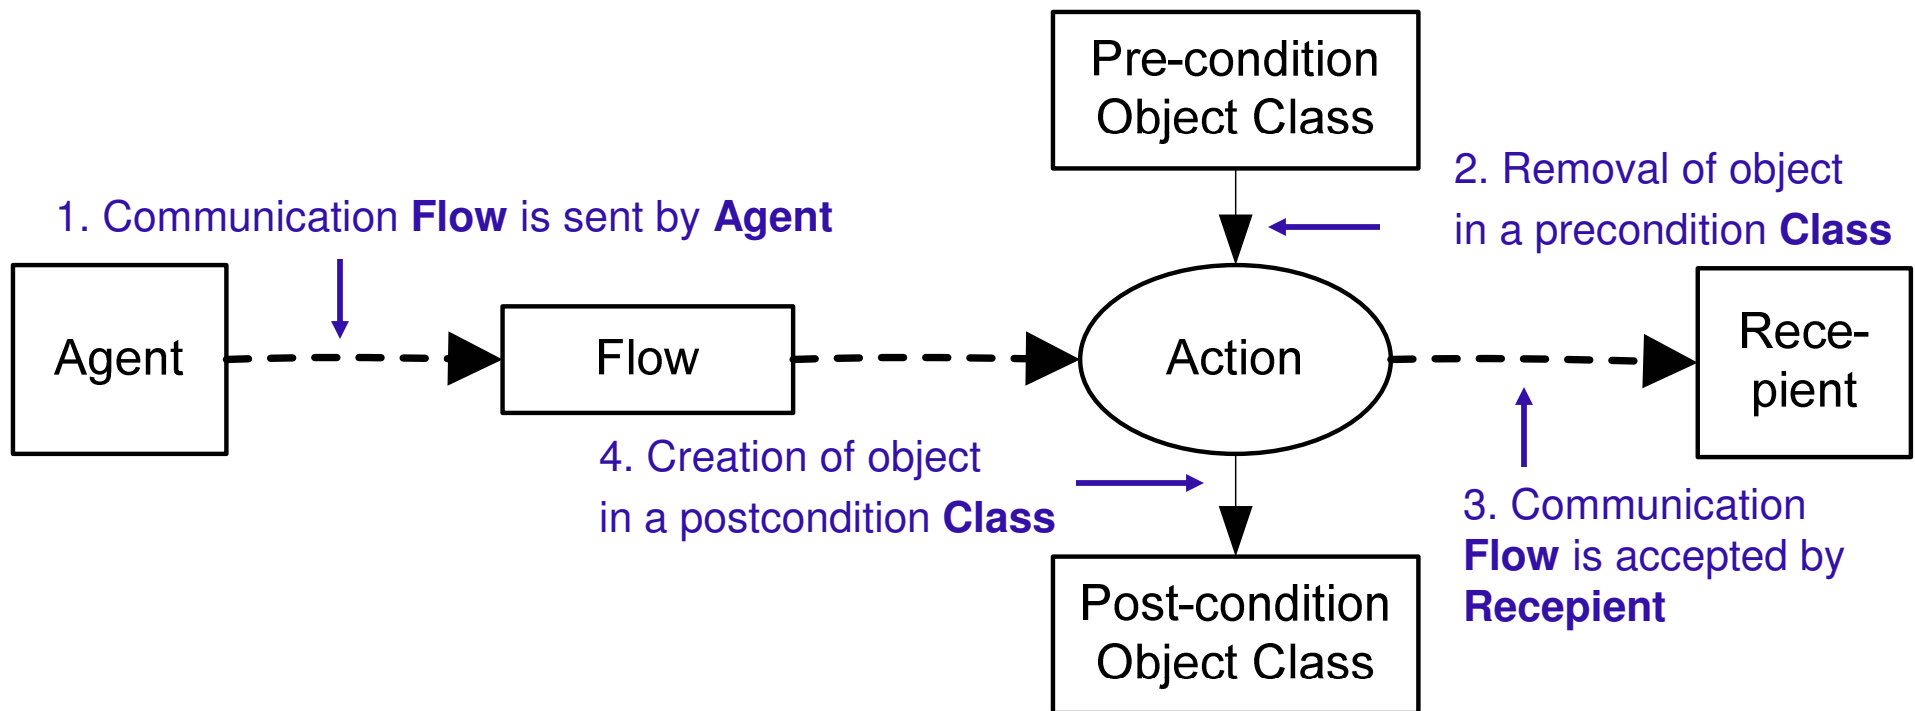 Pre-condition
Object Class
2. Removal of object
in a precondition Class
1. Communication Flow is sent by Agent
Agent
Flow
Action
Rece-
pient
4. Creation of object
in a postcondition Class
3. Communication
Flow is accepted by
Recepient
Post-condition
Object Class